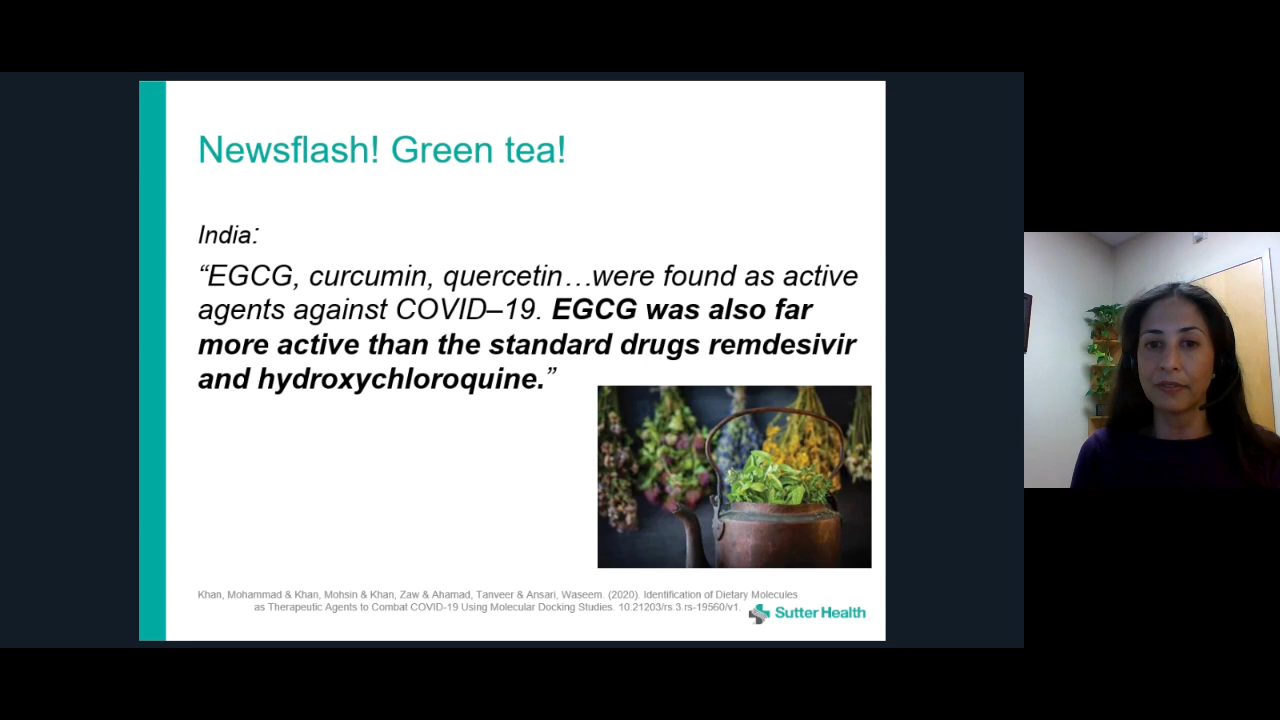 Newsflash! Green tea!
India:
“EGCG, curcumin, quercetin…were found as active
agents against COVID–19. EGCG was also far
more active than the standard drugs remdesivir
and hydroxychloroquine.”
Khan, Mohammad & Khan, Mohsin & Khan, Zaw & Ahamad, Tanveer & Ansari, Waseem. (2020). Identification of Dietary Molecules
as Therapeutic Agents to Combat COVID-19 Using Molecular Docking Studies. 10.21203/rs.3.rs-19560/v1.
Sutter Health